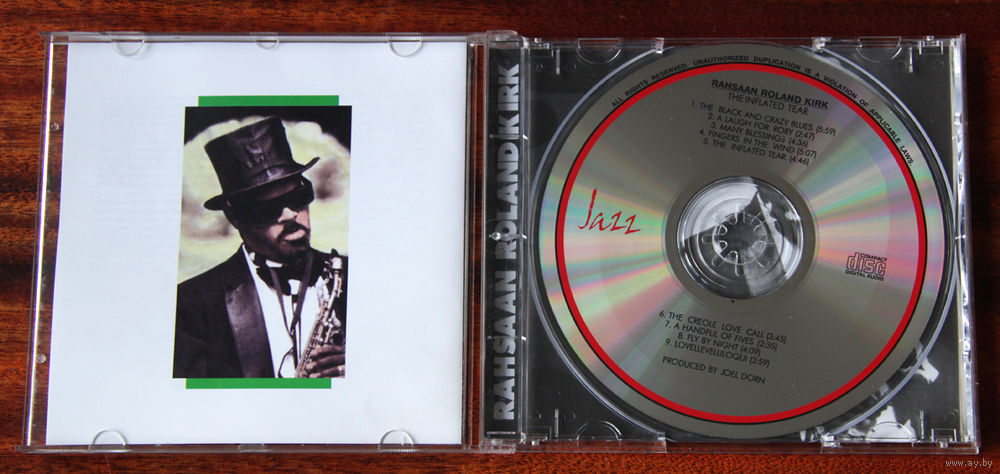 RAHSAAN ROLAND KIRK
ALL RIGHTS RESERVED. UNAUTHORIZED DUPLICATION IS A VIOLATION OF APPLICABLE LAWS.
RAHSAAN ROLAND KIRK
THE INFLATED TEAR
1. THE BLACK AND CRAZY BLUES (5:59)
2. A LAUGH FOR RORY (2:47)
3. MANY BLESSINGS (4:36)
4. FINGERS IN THE WIND (5:07)
5. THE INFLATED TEAR (4:46)
Jazz
COMPACT
disc
DIGITAL AUDIO
6. THE CREOLE LOVE CALL (3:45)
7. A HANDFUL OF FIVES (2:35)
8. FLY BY NIGHT (4:09)
9. LOVELLEVELLILOQUI (3:59)
PRODUCED BY JOEL DORN
www.ay.by